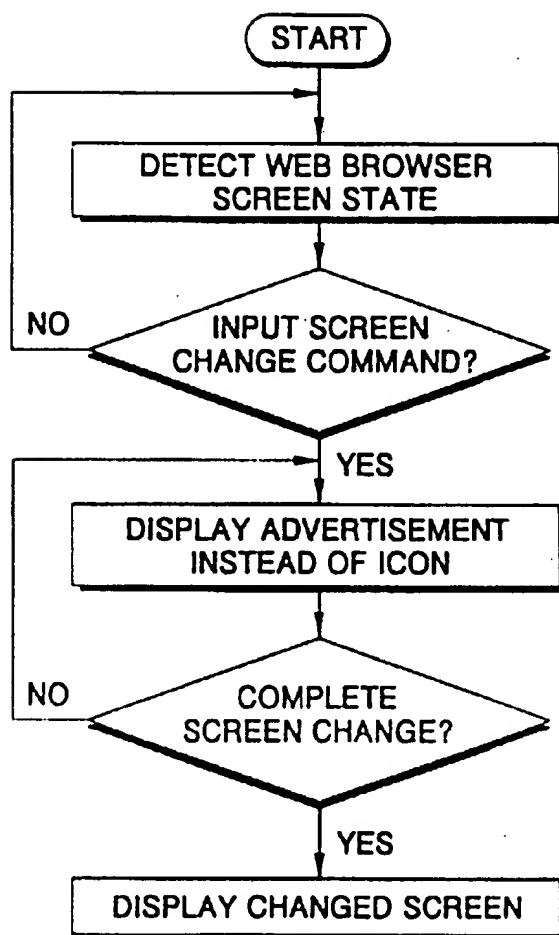 START
DETECT WEB BROWSER
SCREEN STATE
NO
INPUT SCREEN
CHANGE COMMAND?
YES
DISPLAY ADVERTISEMENT
INSTEAD OF ICON
NO
COMPLETE
SCREEN CHANGE?
YES
DISPLAY CHANGED SCREEN